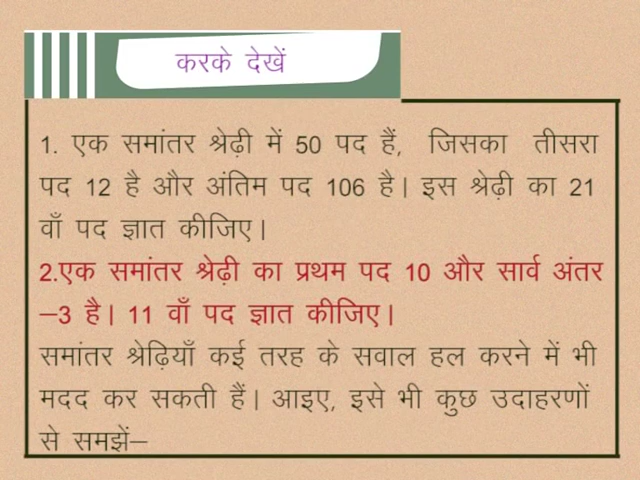 करके देखें
1. एक समांतर श्रेढ़ी में 50 पद हैं, जिसका तीसरा
पद 12 है और अंतिम पद 106 है। इस श्रेढ़ी का 21
वाँ पद ज्ञात कीजिए।
2.एक समांतर श्रेढ़ी का प्रथम पद 10 और सार्व अंतर
–3 है। 11 वाँ पद ज्ञात कीजिए।
समांतर श्रेढ़ियाँ कई तरह के सवाल हल करने में भी
मदद कर सकती हैं। आइए, इसे भी कुछ उदाहरणों
से समझें–